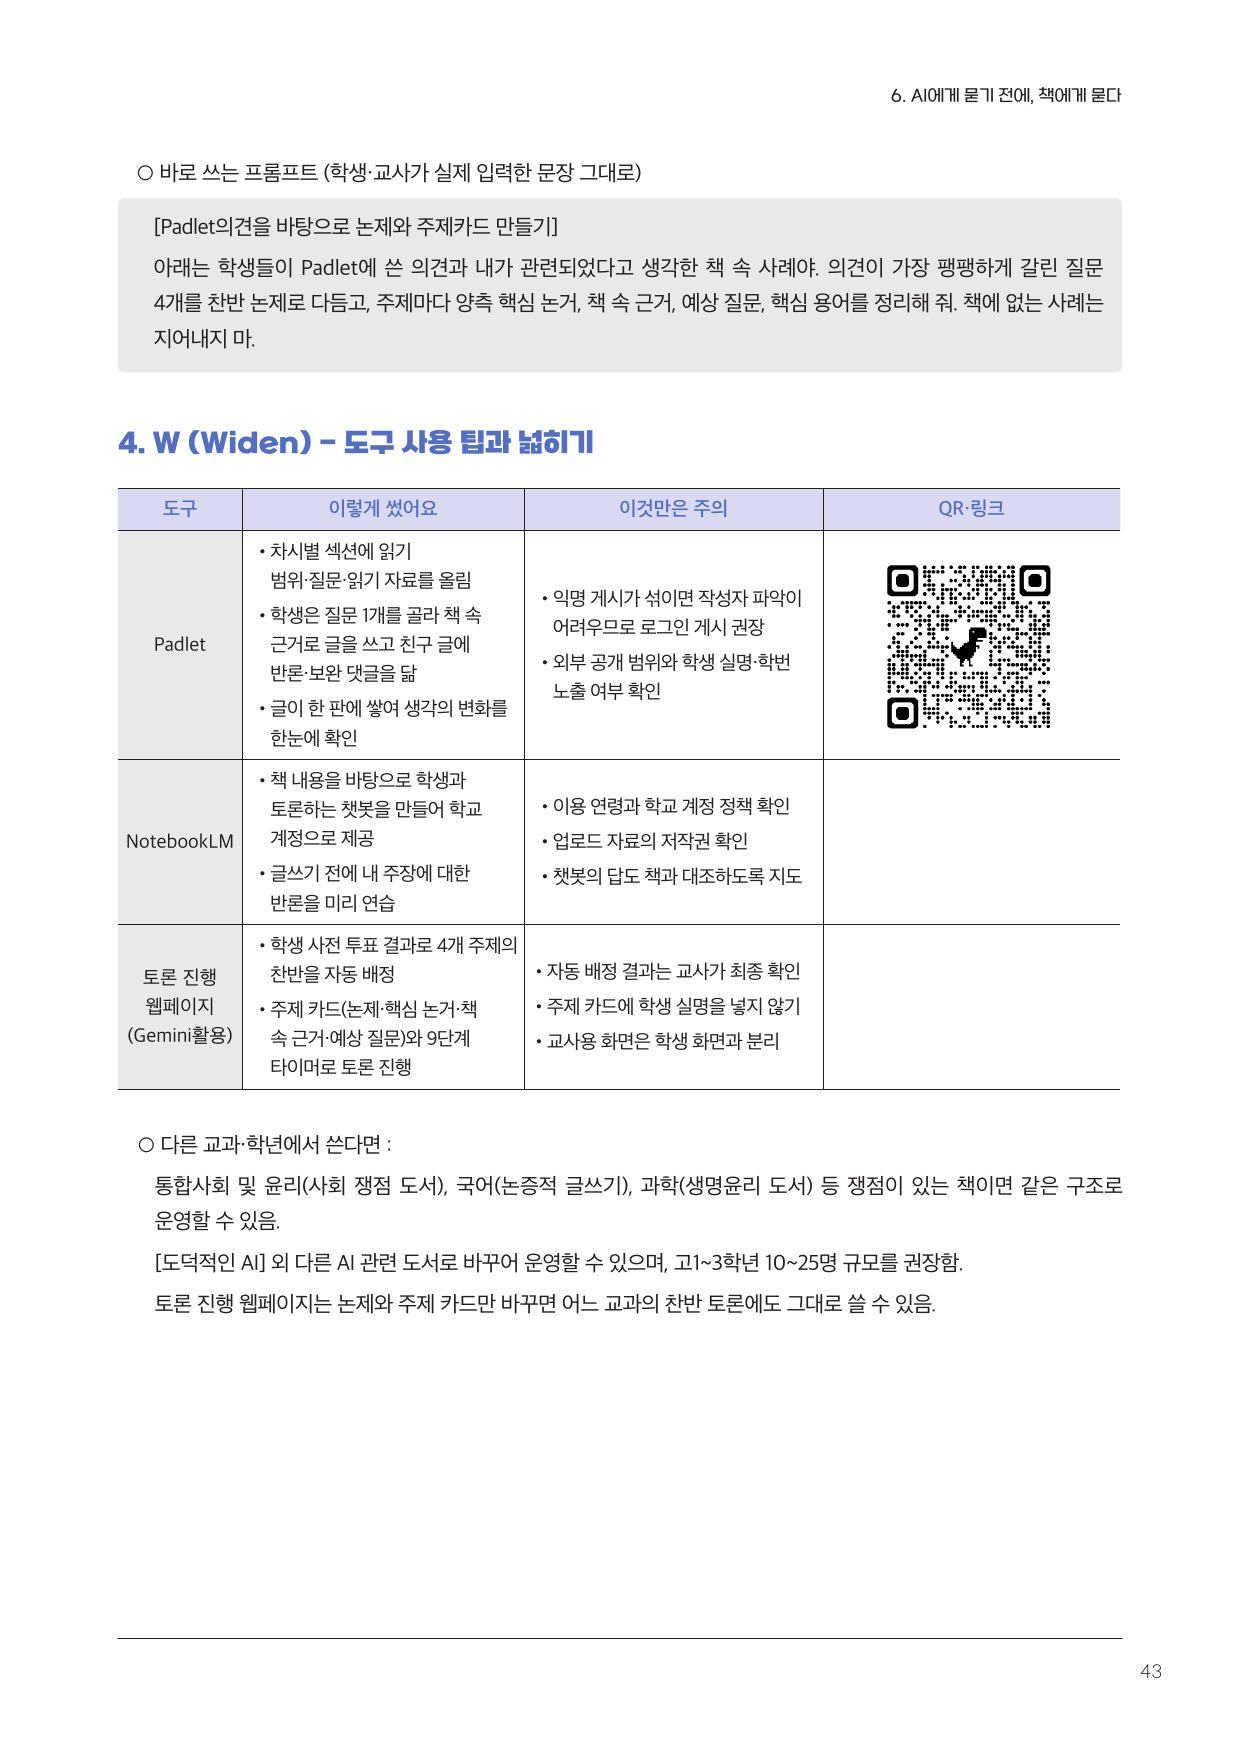 6. AI에게 묻기 전에, 책에게 묻다
○ 바로 쓰는 프롬프트 (학생·교사가 실제 입력한 문장 그대로)
[Padlet의견을 바탕으로 논제와 주제카드 만들기]
아래는 학생들이 Padlet에 쓴 의견과 내가 관련되었다고 생각한 책 속 사례야. 의견이 가장 팽팽하게 갈린 질문
4개를 찬반 논제로 다듬고, 주제마다 양측 핵심 논거, 책 속 근거, 예상 질문, 핵심 용어를 정리해 줘. 책에 없는 사례는
지어내지 마.
4. W (Widen) – 도구 사용 팁과 넓히기
도구
이렇게 썼어요
이것만은 주의
QR·링크
Padlet
• 차시별 섹션에 읽기
범위·질문·읽기 자료를 올림
• 학생은 질문 1개를 골라 책 속
근거로 글을 쓰고 친구 글에
반론·보완 댓글을 닮
• 글이 한 판에 쌓여 생각의 변화를
한눈에 확인
• 익명 게시가 섞이면 작성자 파악이
어려우므로 로그인 게시 권장
• 외부 공개 범위와 학생 실명·학번
노출 여부 확인
NotebookLM
• 책 내용을 바탕으로 학생과
토론하는 챗봇을 만들어 학교
계정으로 제공
• 글쓰기 전에 내 주장에 대한
반론을 미리 연습
• 이용 연령과 학교 계정 정책 확인
• 업로드 자료의 저작권 확인
• 챗봇의 답도 책과 대조하도록 지도
토론 진행
웹페이지
(Gemini활용)
• 학생 사전 투표 결과로 4개 주제의
찬반을 자동 배정
• 주제 카드(논제·핵심 논거·책
속 근거·예상 질문)와 9단계
타이머로 토론 진행
• 자동 배정 결과는 교사가 최종 확인
• 주제 카드에 학생 실명을 넣지 않기
• 교사용 화면은 학생 화면과 분리
○ 다른 교과·학년에서 쓴다면 :
통합사회 및 윤리(사회 쟁점 도서), 국어(논증적 글쓰기), 과학(생명윤리 도서) 등 쟁점이 있는 책이면 같은 구조로
운영할 수 있음.
[도덕적인 AI] 외 다른 AI 관련 도서로 바꾸어 운영할 수 있으며, 고1~3학년 10~25명 규모를 권장함.
토론 진행 웹페이지는 논제와 주제 카드만 바꾸면 어느 교과의 찬반 토론에도 그대로 쓸 수 있음.
43